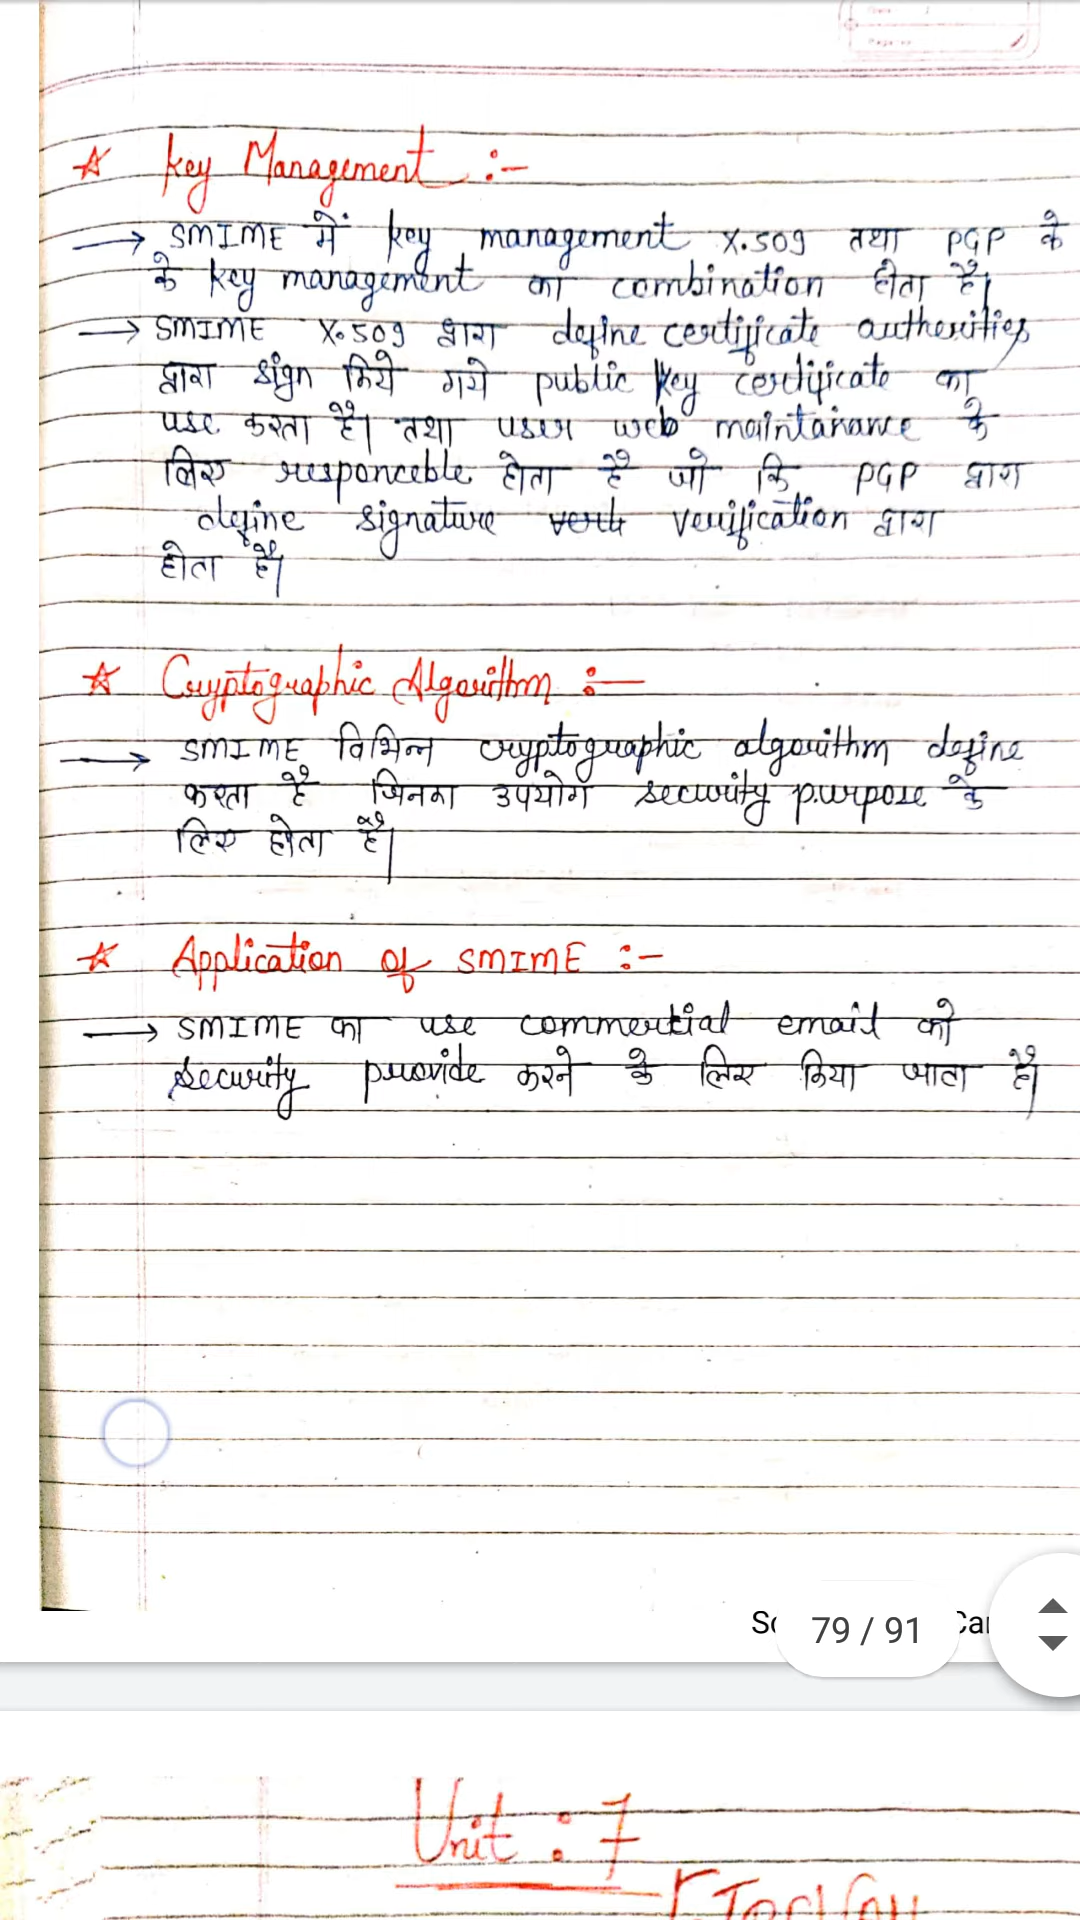 ☆ Key Management :-
→ SMIME में key management X.509 तथा PGP के
के key management का combination होता है।
→ SMIME X.509 द्वारा define certificate authorities
द्वारा sign किये गये public key certificate का
use करता है। तथा user web maintanance के
लिए responceble होता है जो कि PGP द्वारा
define signature verification द्वारा
होता है।
☆ Cryptographic Algorithm :—
→ SMIME विभिन्न cryptographic algorithm define
करता है जिनका उपयोग security purpose के
लिए होता है।
☆ Application of SMIME :-
→ SMIME का use commertial email को
security provide करने के लिए किया जाता है।
79 / 91
Unit : 7